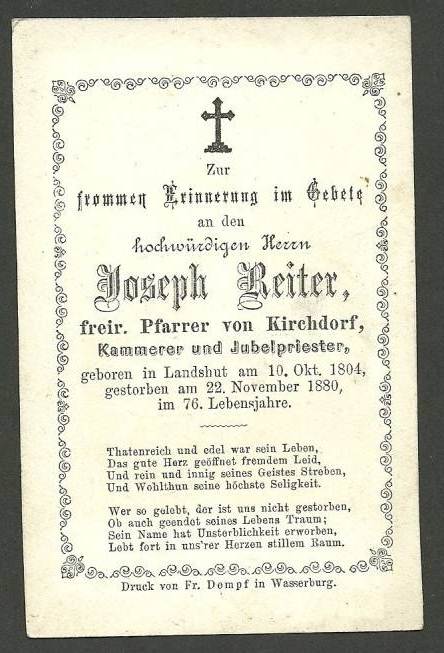 Zur
frommen Erinnerung im Gebete
an den
hochwürdigen Herrn
Joseph Reiter,
freir. Pfarrer von Kirchdorf,
Kammerer und Jubelpriester,
geboren in Landshut am 10. Okt. 1804,
gestorben am 22. November 1880,
im 76. Lebensjahre.
Thatenreich und edel war sein Leben,
Das gute Herz geöffnet fremdem Leid,
Und rein und innig seines Geistes Streben,
Und Wohlthun seine höchste Seligkeit.
Wer so gelebt, der ist uns nicht gestorben,
Ob auch geendet seines Lebens Traum;
Sein Name hat Unsterblichkeit erworben,
Lebt fort in uns'rer Herzen stillem Raum.
Druck von Fr. Dempf in Wasserburg.